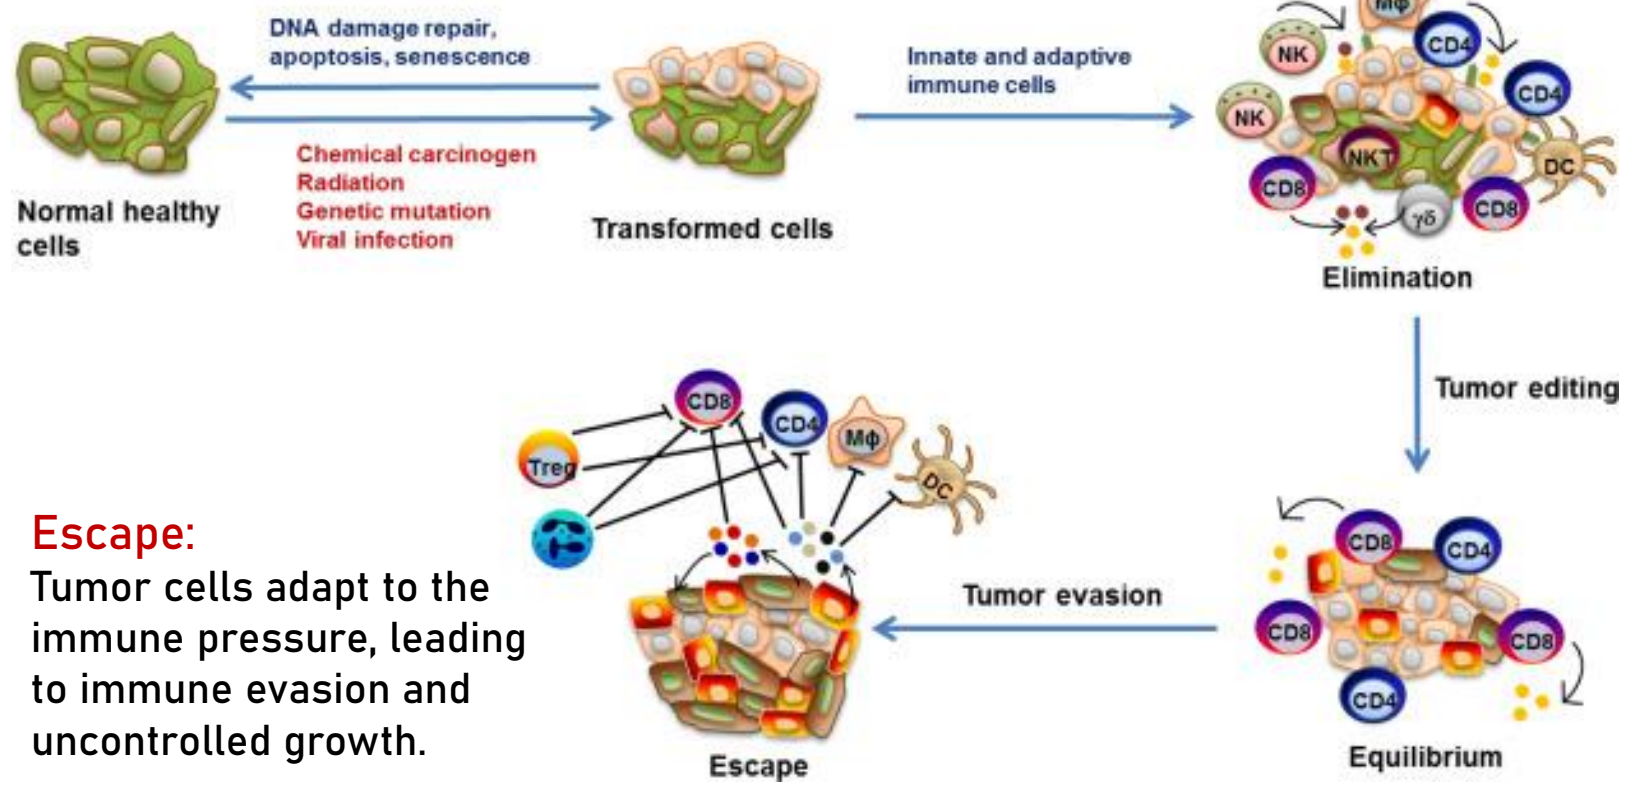 DNA damage repair,
apoptosis, senescence
Chemical carcinogen
Radiation
Genetic mutation
Viral infection
Normal healthy
cells
Transformed cells
Innate and adaptive
immune cells
Mφ
NK
CD4
CD4
NK
NKT
DC
CD8
CD8
γδ
Elimination
Tumor editing
CD8
CD4
CD8
CD8
CD4
Equilibrium
Tumor evasion
CD8
CD4
Mφ
DC
Treg
Escape
Escape:
Tumor cells adapt to the
immune pressure, leading
to immune evasion and
uncontrolled growth.